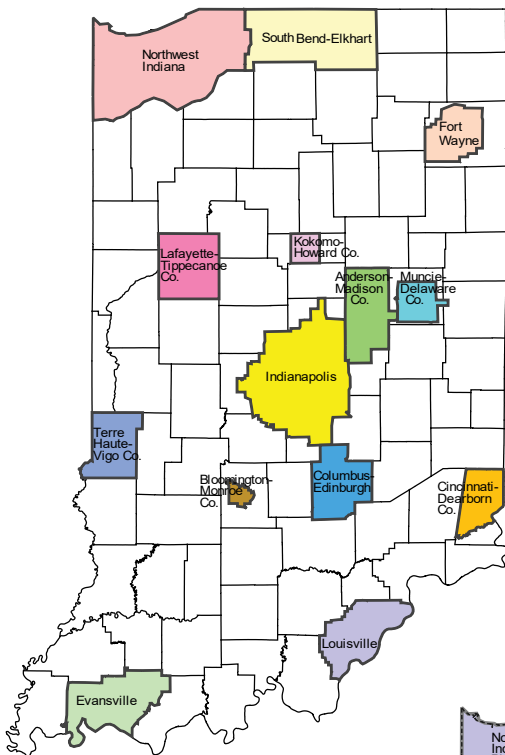 Northwest
Indiana
South Bend-Elkhart
Fort
Wayne
Lafayette-
Tippecanoe
Co.
Kokomo-
Howard Co.
Anderson-
Madison
Co.
Muncie-
Delaware
Co.
Indianapolis
Terre
Haute-
Vigo Co.
Bloomington-
Monroe
Co.
Columbus-
Edinburgh
Cincinnati-
Dearborn
Co.
Louisville
Evansville